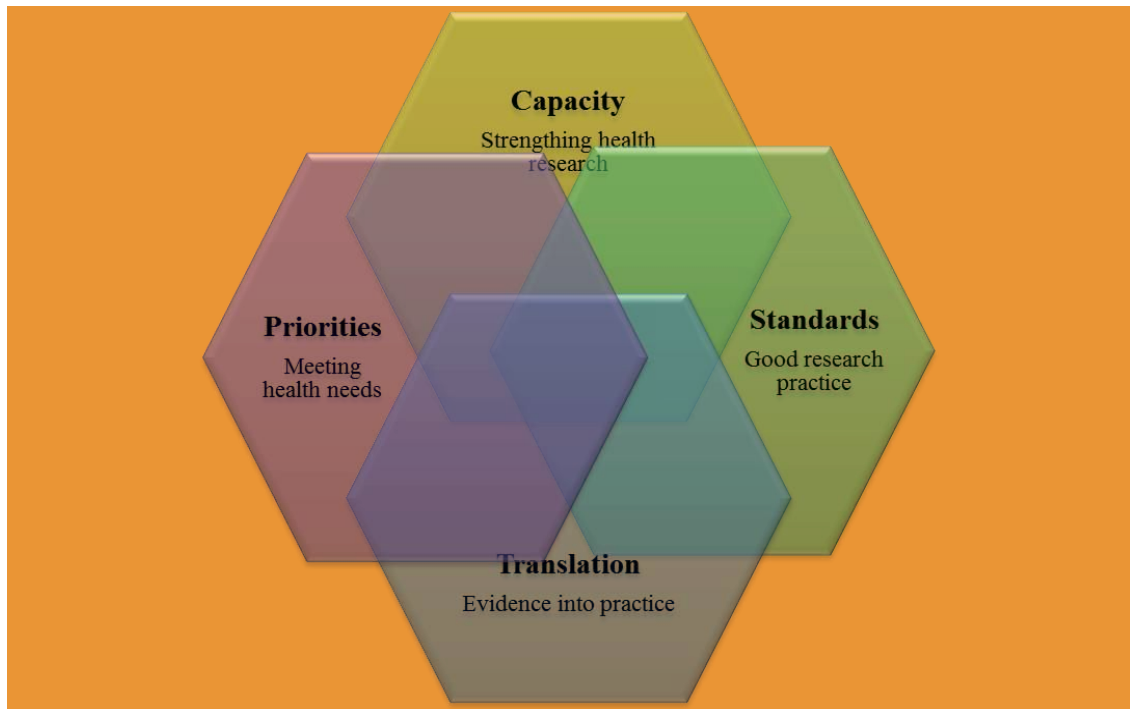 Capacity
Strengthing health
research
Priorities
Meeting
health needs
Standards
Good research
practice
Translation
Evidence into practice